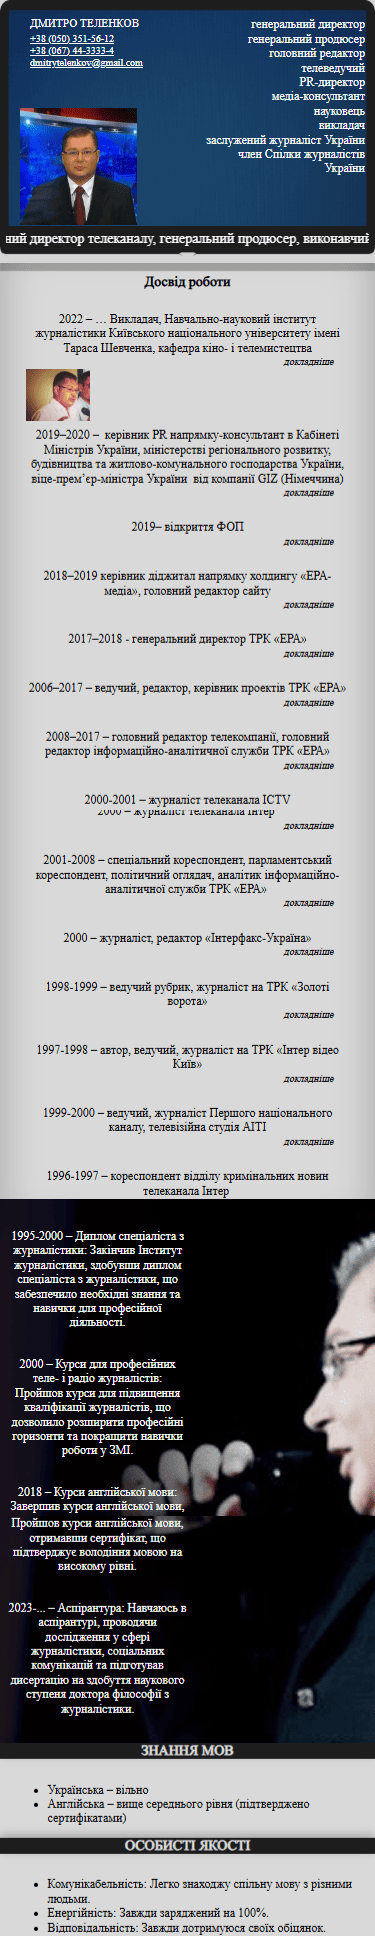 ДМИТРО ТЕЛЕНКОВ
+38 (050) 351-56-12
+38 (067) 44-3333-4
dmitrytelenkov@gmail.com
генеральний директор
генеральний продюсер
головний редактор
телеведучий
PR-директор
медіа-консультант
науковець
викладач
заслужений журналіст України
член Спілки журналістів
України
ний директор телеканалу, генеральний продюсер, виконавчий
Досвід роботи
2022 – … Викладач, Навчально-науковий інститут
журналістики Київського національного університету імені
Тараса Шевченка, кафедра кіно- і телемистецтва
докладніше
2019–2020 – керівник PR напрямку-консультант в Кабінеті
Міністрів України, міністерстві регіонального розвитку,
будівництва та житлово-комунального господарства України,
віце-прем’єр-міністра України від компанії GIZ (Німеччина)
докладніше
2019– відкриття ФОП
докладніше
2018–2019 керівник діджитал напрямку холдингу «ЕРА-
медіа», головний редактор сайту
докладніше
2017–2018 - генеральний директор ТРК «ЕРА»
докладніше
2006–2017 – ведучий, редактор, керівник проектів ТРК «ЕРА»
докладніше
2008–2017 – головний редактор телекомпанії, головний
редактор інформаційно-аналітичної служби ТРК «ЕРА»
докладніше
2000-2001 – журналіст телеканала ICTV
2000 – журналіст телеканала Інтер
докладніше
2001-2008 – спеціальний кореспондент, парламентський
кореспондент, політичний оглядач, аналітик інформаційно-
аналітичної служби ТРК «ЕРА»
докладніше
2000 – журналіст, редактор «Інтерфакс-Україна»
докладніше
1998-1999 – ведучий рубрик, журналіст на ТРК «Золоті
ворота»
докладніше
1997-1998 – автор, ведучий, журналіст на ТРК «Інтер відео
Київ»
докладніше
1999-2000 – ведучий, журналіст Першого національного
каналу, телевізійна студія АІТІ
докладніше
1996-1997 – кореспондент відділу кримінальних новин
телеканала Інтер
1995-2000 – Диплом спеціаліста з
журналістики: Закінчив Інститут
журналістики, здобувши диплом
спеціаліста з журналістики, що
забезпечило необхідні знання та
навички для професійної
діяльності.
2000 – Курси для професійних
теле- і радіо журналістів:
Пройшов курси для підвищення
кваліфікації журналістів, що
дозволило розширити професійні
горизонти та покращити навички
роботи у ЗМІ.
2018 – Курси англійської мови:
Завершив курси англійської мови,
Пройшов курси англійської мови,
отримавши сертифікат, що
підтверджує володіння мовою на
високому рівні.
2023-... – Аспірантура: Навчаюсь в
аспірантурі, проводячи
дослідження у сфері
журналістики, соціальних
комунікацій та підготував
дисертацію на здобуття наукового
ступеня доктора філософії з
журналістики.
ЗНАННЯ МОВ
Українська – вільно
Англійська – вище середнього рівня (підтверджено
сертифікатами)
ОСОБИСТІ ЯКОСТІ
Комунікабельність: Легко знаходжу спільну мову з різними
людьми.
Енергійність: Завжди заряджений на 100%.
Відповідальність: Завжди дотримуюся своїх обіцянок.